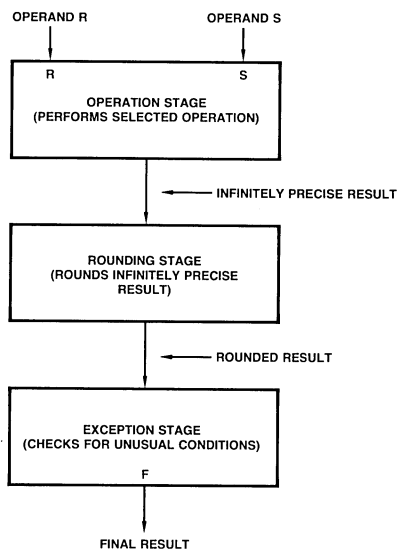 OPERAND R
OPERAND S
R
S
OPERATION STAGE
(PERFORMS SELECTED OPERATION)
INFINITELY PRECISE RESULT
ROUNDING STAGE
(ROUNDS INFINITELY PRECISE
RESULT)
ROUNDED RESULT
EXCEPTION STAGE
(CHECKS FOR UNUSUAL CONDITIONS)
F
FINAL RESULT